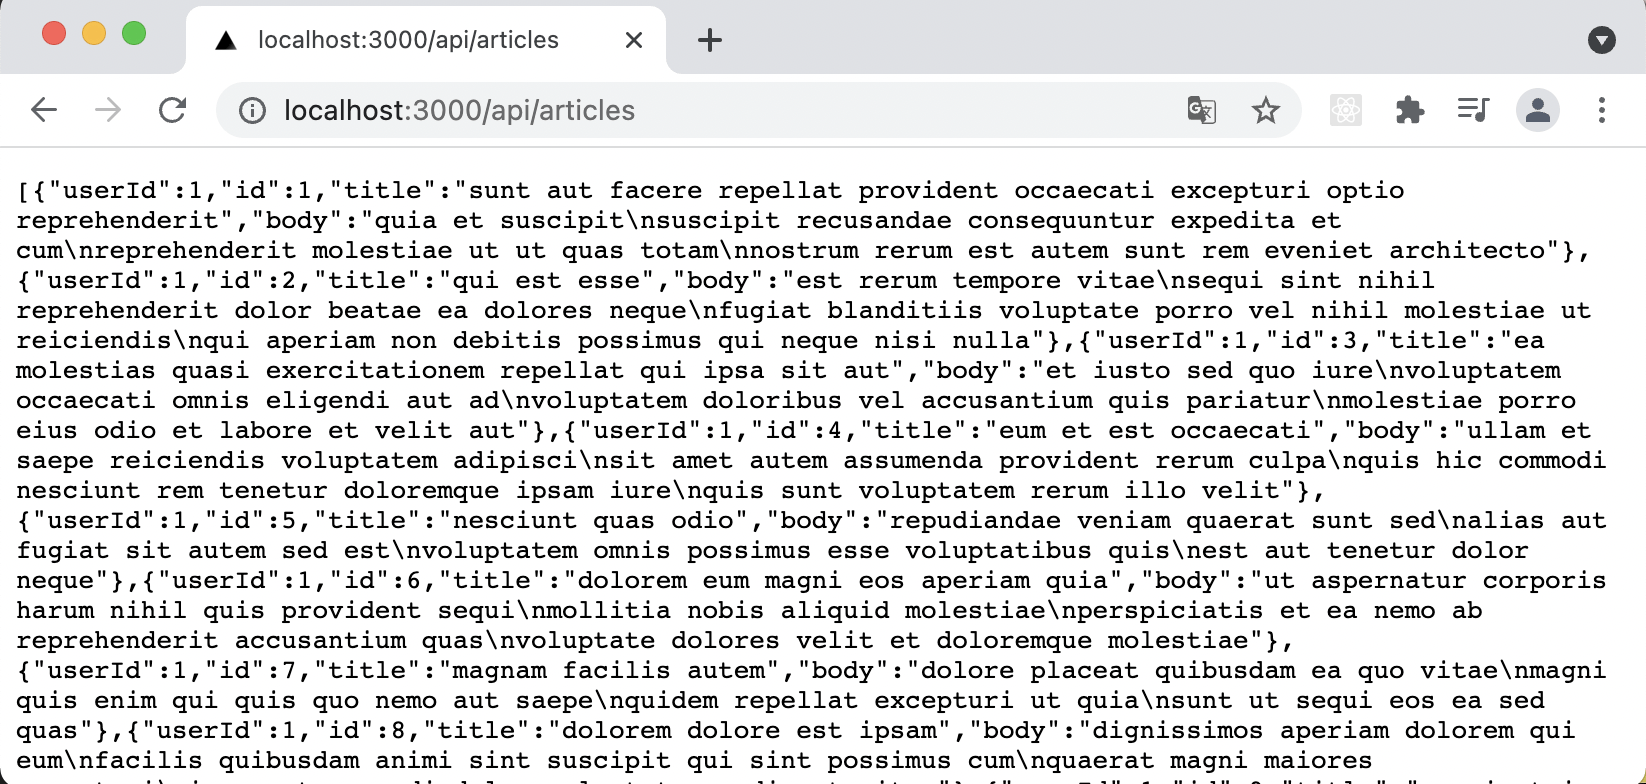 localhost:3000/api/articles
localhost:3000/api/articles
[{"userId":1,"id":1,"title":"sunt aut facere repellat provident occaecati excepturi optio
reprehenderit","body":"quia et suscipit\nsuscipit recusandae consequuntur expedita et
cum\nreprehenderit molestiae ut ut quas totam\nnostrum rerum est autem sunt rem eveniet architecto"},
{"userId":1,"id":2,"title":"qui est esse","body":"est rerum tempore vitae\nsequi sint nihil
reprehenderit dolor beatae ea dolores neque\nfugiat blanditiis voluptate porro vel nihil molestiae ut
reiciendis\nqui aperiam non debitis possimus qui neque nisi nulla"},{"userId":1,"id":3,"title":"ea
molestias quasi exercitationem repellat qui ipsa sit aut","body":"et iusto sed quo iure\nvoluptatem
occaecati omnis eligendi aut ad\nvoluptatem doloribus vel accusantium quis pariatur\nmolestiae porro
eius odio et labore et velit aut"},{"userId":1,"id":4,"title":"eum et est occaecati","body":"ullam et
saepe reiciendis voluptatem adipisci\nsit amet autem assumenda provident rerum culpa\nquis hic commodi
nesciunt rem tenetur doloremque ipsam iure\nquis sunt voluptatem rerum illo velit"},
{"userId":1,"id":5,"title":"nesciunt quas odio","body":"repudiandae veniam quaerat sunt sed\nalias aut
fugiat sit autem sed est\nvoluptatem omnis possimus esse voluptatibus quis\nest aut tenetur dolor
neque"},{"userId":1,"id":6,"title":"dolorem eum magni eos aperiam quia","body":"ut aspernatur corporis
harum nihil quis provident sequi\nmollitia nobis aliquid molestiae\nperspiciatis et ea nemo ab
reprehenderit accusantium quas\nvoluptate dolores velit et doloremque molestiae"},
{"userId":1,"id":7,"title":"magnam facilis autem","body":"dolore placeat quibusdam ea quo vitae\nmagni
quis enim qui quis quo nemo aut saepe\nquidem repellat excepturi ut quia\nsunt ut sequi eos ea sed
quas"},{"userId":1,"id":8,"title":"dolorem dolore est ipsam","body":"dignissimos aperiam dolorem qui
eum\nfacilis quibusdam animi sint suscipit qui sint possimus cum\nquaerat magni maiores